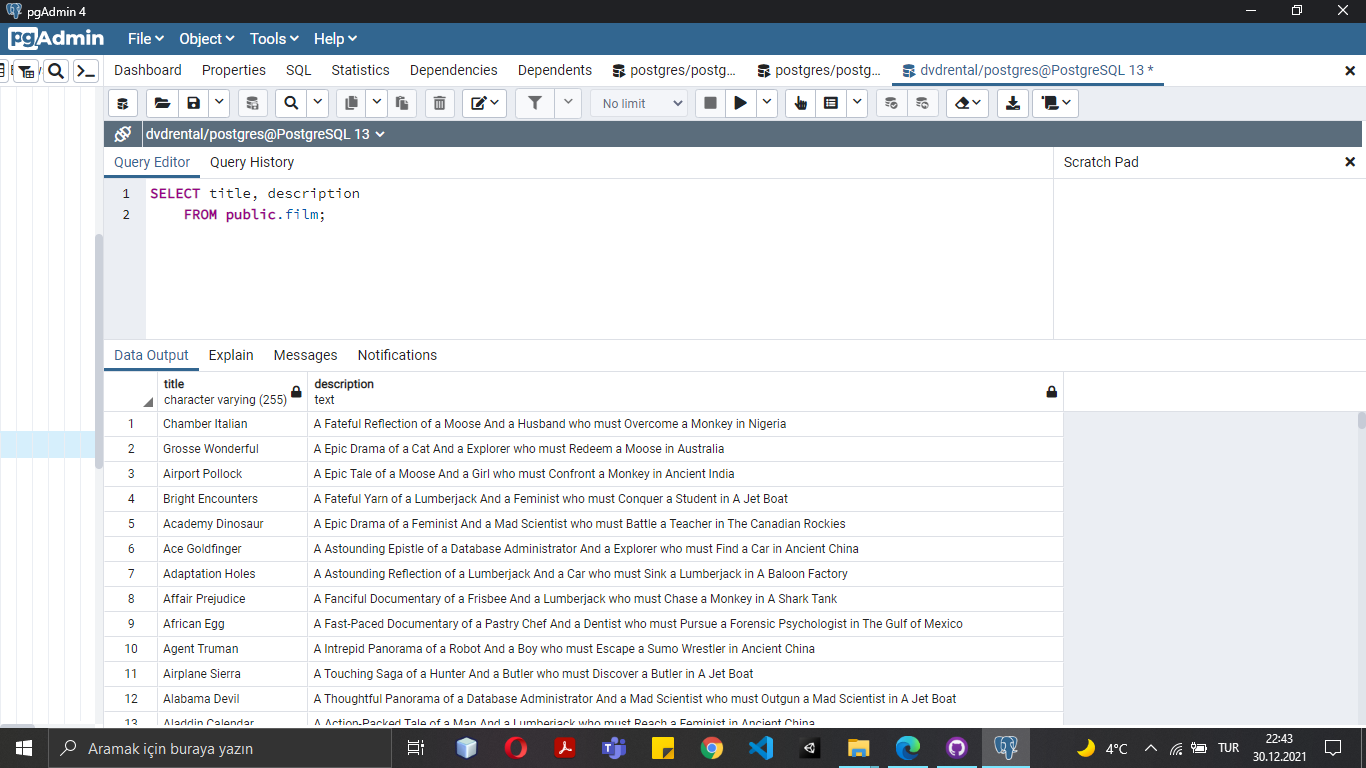 pgAdmin 4
pgAdmin File Object Tools Help
Dashboard Properties SQL Statistics Dependencies Dependents postgres/postg... postgres/postg... dvdrental/postgres@PostgreSQL 13 *
No limit
dvdrental/postgres@PostgreSQL 13
Query Editor Query History Scratch Pad
1 SELECT title, description
2 FROM public.film;
Data Output Explain Messages Notifications
title description
character varying (255) text
1 Chamber Italian A Fateful Reflection of a Moose And a Husband who must Overcome a Monkey in Nigeria
2 Grosse Wonderful A Epic Drama of a Cat And a Explorer who must Redeem a Moose in Australia
3 Airport Pollock A Epic Tale of a Moose And a Girl who must Confront a Monkey in Ancient India
4 Bright Encounters A Fateful Yarn of a Lumberjack And a Feminist who must Conquer a Student in A Jet Boat
5 Academy Dinosaur A Epic Drama of a Feminist And a Mad Scientist who must Battle a Teacher in The Canadian Rockies
6 Ace Goldfinger A Astounding Epistle of a Database Administrator And a Explorer who must Find a Car in Ancient China
7 Adaptation Holes A Astounding Reflection of a Lumberjack And a Car who must Sink a Lumberjack in A Baloon Factory
8 Affair Prejudice A Fanciful Documentary of a Frisbee And a Lumberjack who must Chase a Monkey in A Shark Tank
9 African Egg A Fast-Paced Documentary of a Pastry Chef And a Dentist who must Pursue a Forensic Psychologist in The Gulf of Mexico
10 Agent Truman A Intrepid Panorama of a Robot And a Boy who must Escape a Sumo Wrestler in Ancient China
11 Airplane Sierra A Touching Saga of a Hunter And a Butler who must Discover a Butler in A Jet Boat
12 Alabama Devil A Thoughtful Panorama of a Database Administrator And a Mad Scientist who must Outgun a Mad Scientist in A Jet Boat
13 Aladdin Calendar A Action-Packed Tale of a Man And a Lumberjack who must Reach a Feminist in Ancient China
Aramak için buraya yazın 4°C TUR 22:43
30.12.2021